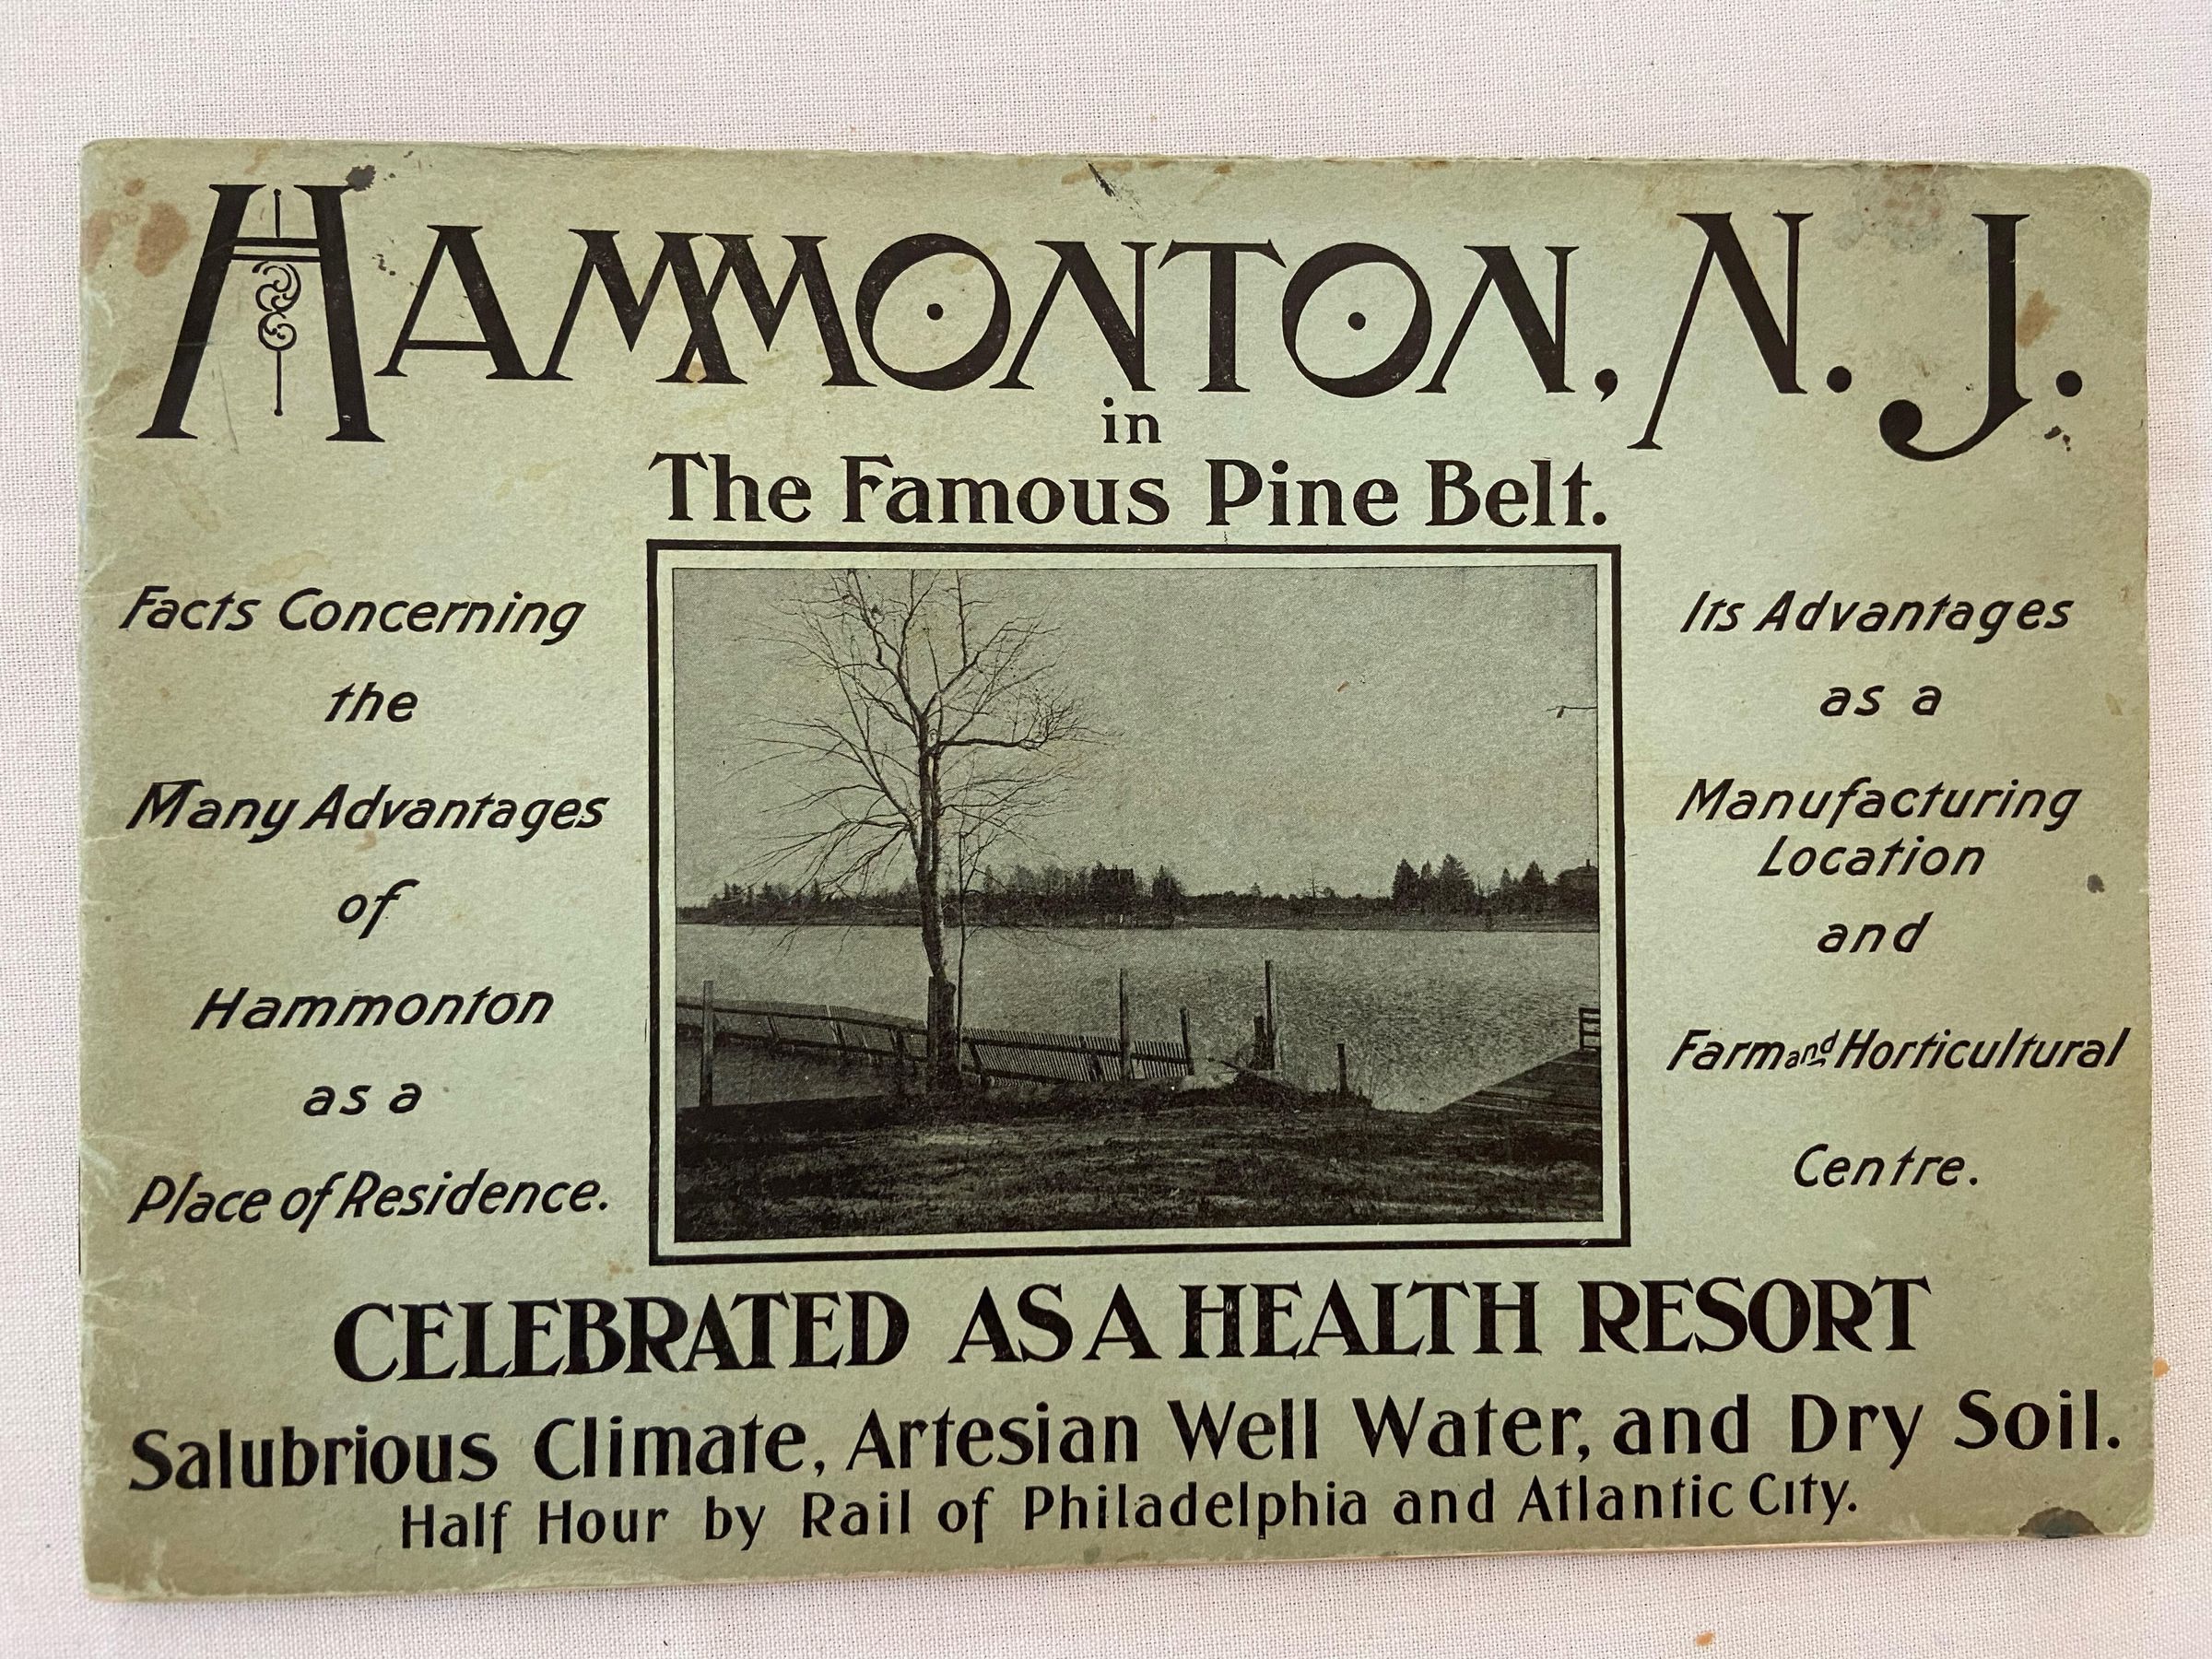 HAMMONTON, N. J.
in
The Famous Pine Belt.
Facts Concerning
the
Many Advantages
of
Hammonton
as a
Place of Residence.
Its Advantages
as a
Manufacturing
Location
and
Farm and Horticultural
Centre.
CELEBRATED AS A HEALTH RESORT
Salubrious Climate, Artesian Well Water, and Dry Soil.
Half Hour by Rail of Philadelphia and Atlantic City.